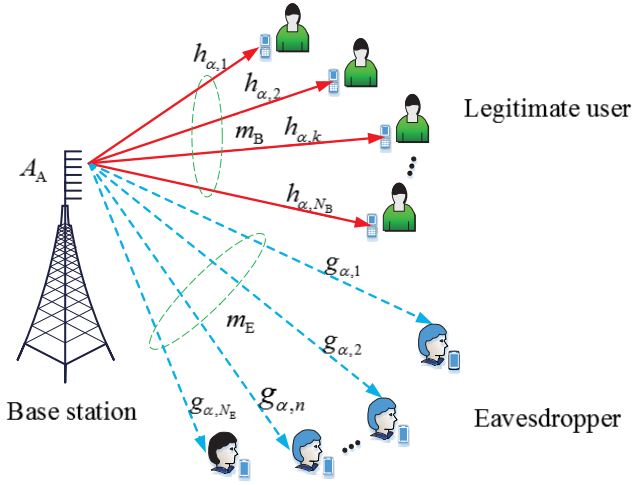 h_{α,1}
h_{α,2}
m_B h_{α,k}
Legitimate user
A_A
h_{α,N_B}
g_{α,1}
m_E
g_{α,2}
g_{α,N_E} g_{α,n}
Base station
Eavesdropper